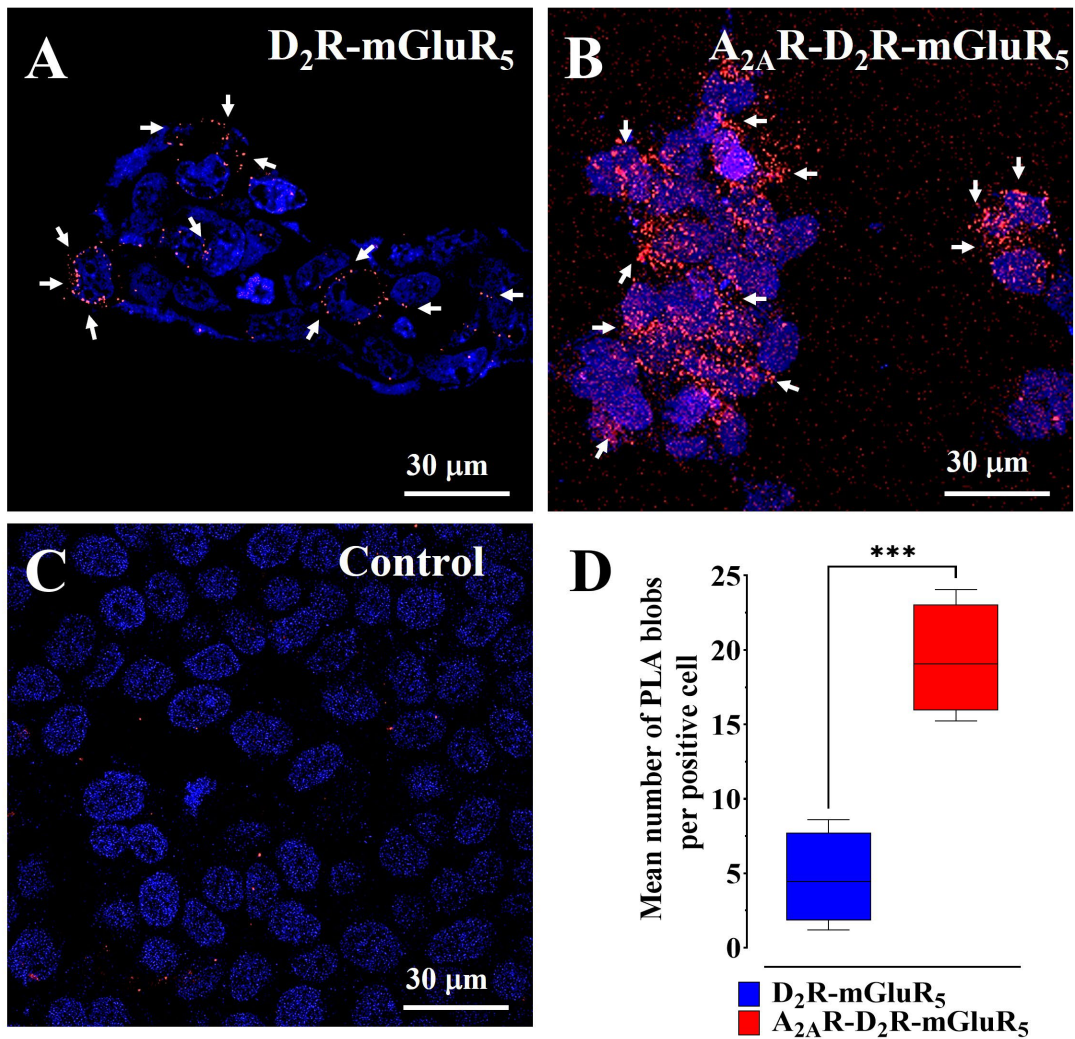 A
D₂R-mGluR₅
30 μm
B
A₂ₐR-D₂R-mGluR₅
30 μm
C
Control
30 μm
D
***
Mean number of PLA blobs
per positive cell
25
20
15
10
5
0
D₂R-mGluR₅
A₂ₐR-D₂R-mGluR₅